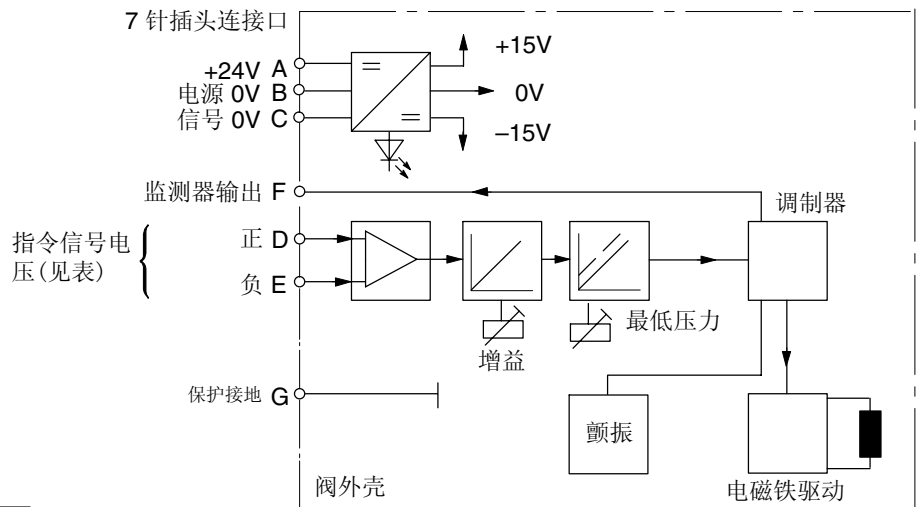 7 针插头连接口
+24V A
电源 0V B
信号 0V C
+15V
0V
–15V
监测器输出 F
调制器
指令信号电
压(见表)
正 D
负 E
增益
最低压力
保护接地 G
颤振
阀外壳
电磁铁驱动